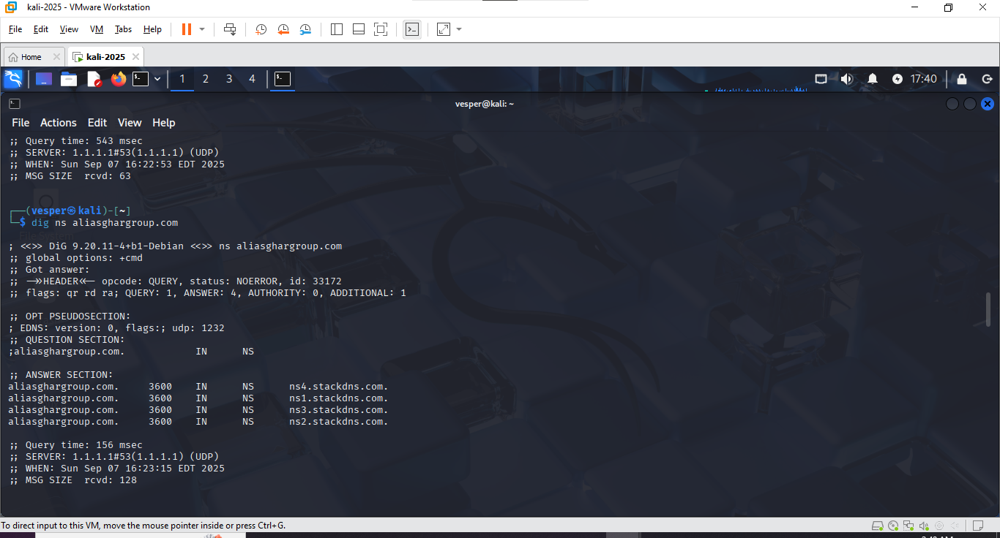 kali-2025 - VMware Workstation
File Edit View VM Tabs Help
Home kali-2025
1 2 3 4 17:40
vesper@kali: ~
File Actions Edit View Help
;; Query time: 543 msec
;; SERVER: 1.1.1.1#53(1.1.1.1) (UDP)
;; WHEN: Sun Sep 07 16:22:53 EDT 2025
;; MSG SIZE  rcvd: 63
┌──(vesper㉿kali)-[~]
└─$ dig ns aliasghargroup.com
; <<>> DiG 9.20.11-4+b1-Debian <<>> ns aliasghargroup.com
;; global options: +cmd
;; Got answer:
;; ->>HEADER<<- opcode: QUERY, status: NOERROR, id: 33172
;; flags: qr rd ra; QUERY: 1, ANSWER: 4, AUTHORITY: 0, ADDITIONAL: 1
;; OPT PSEUDOSECTION:
; EDNS: version: 0, flags:; udp: 1232
;; QUESTION SECTION:
;aliasghargroup.com. IN NS
;; ANSWER SECTION:
aliasghargroup.com. 3600 IN NS ns4.stackdns.com.
aliasghargroup.com. 3600 IN NS ns1.stackdns.com.
aliasghargroup.com. 3600 IN NS ns3.stackdns.com.
aliasghargroup.com. 3600 IN NS ns2.stackdns.com.
;; Query time: 156 msec
;; SERVER: 1.1.1.1#53(1.1.1.1) (UDP)
;; WHEN: Sun Sep 07 16:23:15 EDT 2025
;; MSG SIZE  rcvd: 128
To direct input to this VM, move the mouse pointer inside or press Ctrl+G.